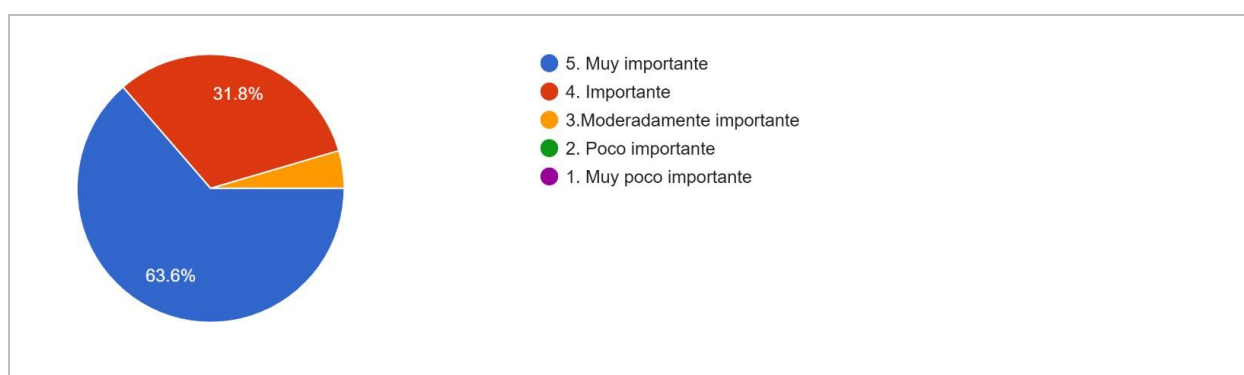 31.8%
63.6%
5. Muy importante
4. Importante
3.Moderadamente importante
2. Poco importante
1. Muy poco importante